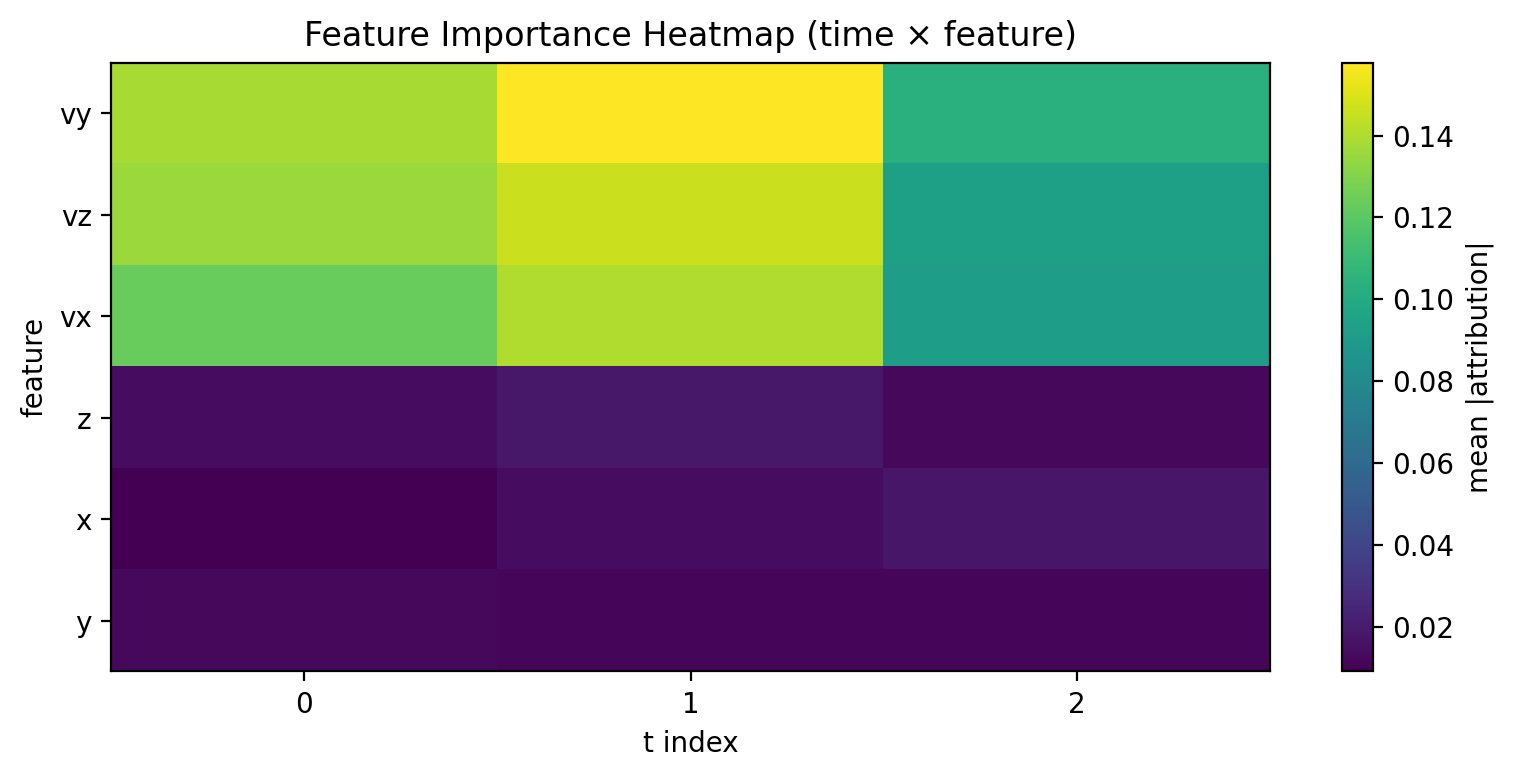 Feature Importance Heatmap (time × feature)
feature
vy
vz
vx
z
x
y
0 1 2
t index
0.14
0.12
0.10
0.08
0.06
0.04
0.02
mean |attribution|